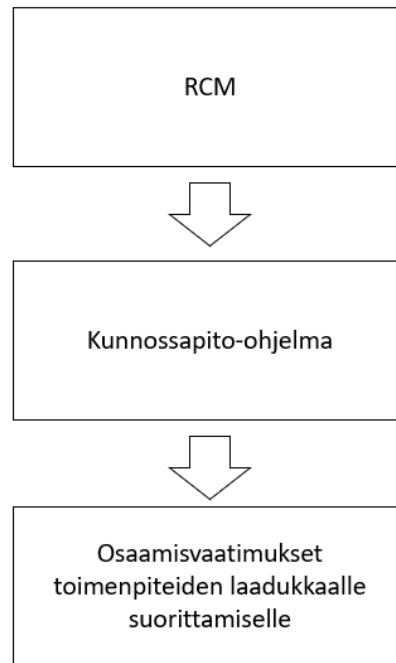 RCM
Kunnossapito-ohjelma
Osaamisvaatimukset
toimenpiteiden laadukkaalle
suorittamiselle